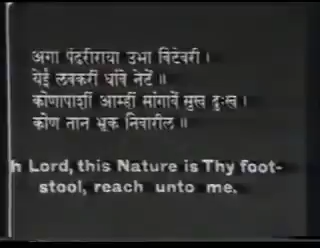 अगा पंढरीराया उभा विटेवरी ।
येईं लवकरीं धांवें नेटें ॥
कोणापाशीं आम्हीं सांगावें सुख दुःख ।
कोण तान भूक निवारील ॥
h Lord, this Nature is Thy foot-
stool, reach unto me.